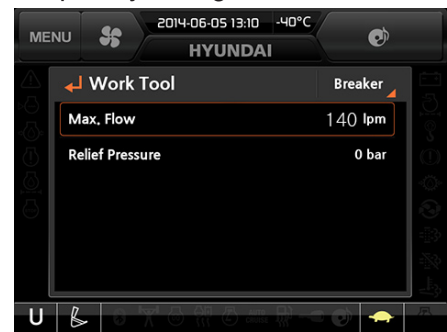 MENU
2014-06-05 13:10 -40°C
HYUNDAI
Work Tool
Breaker
Max. Flow
140 lpm
Relief Pressure
0 bar
U